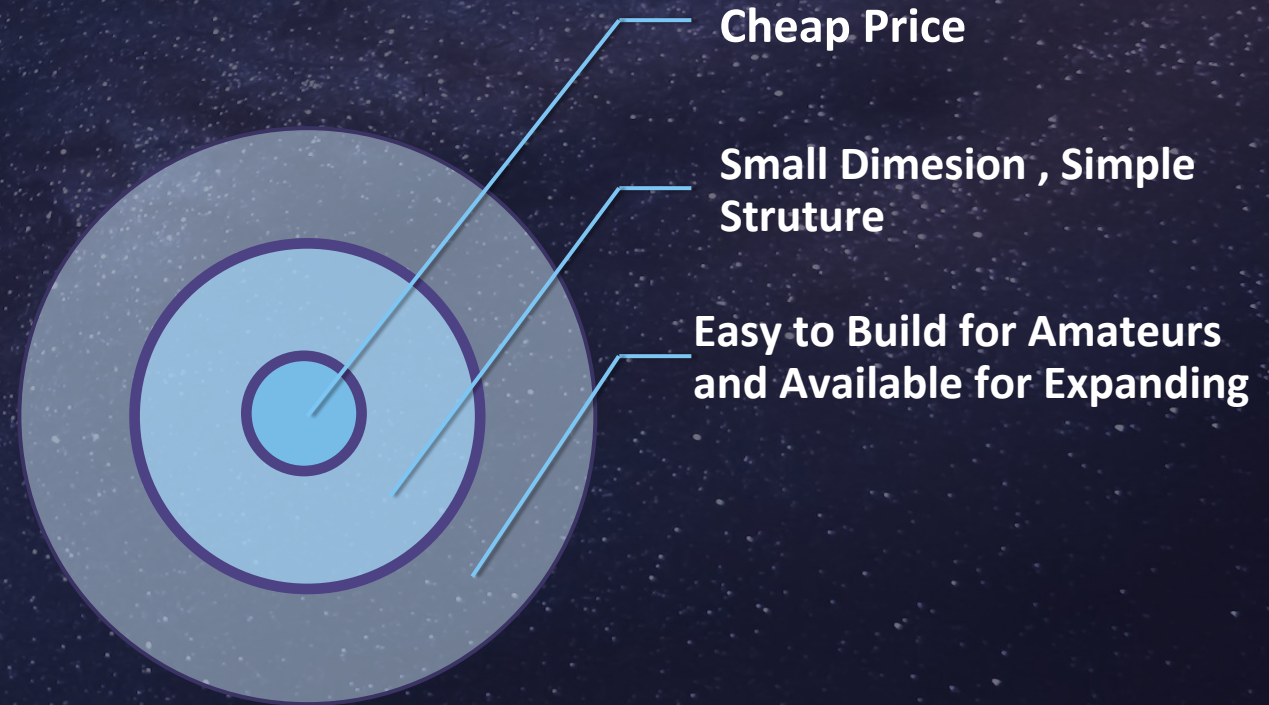 Cheap Price
Small Dimesion , Simple
Struture
Easy to Build for Amateurs
and Available for Expanding